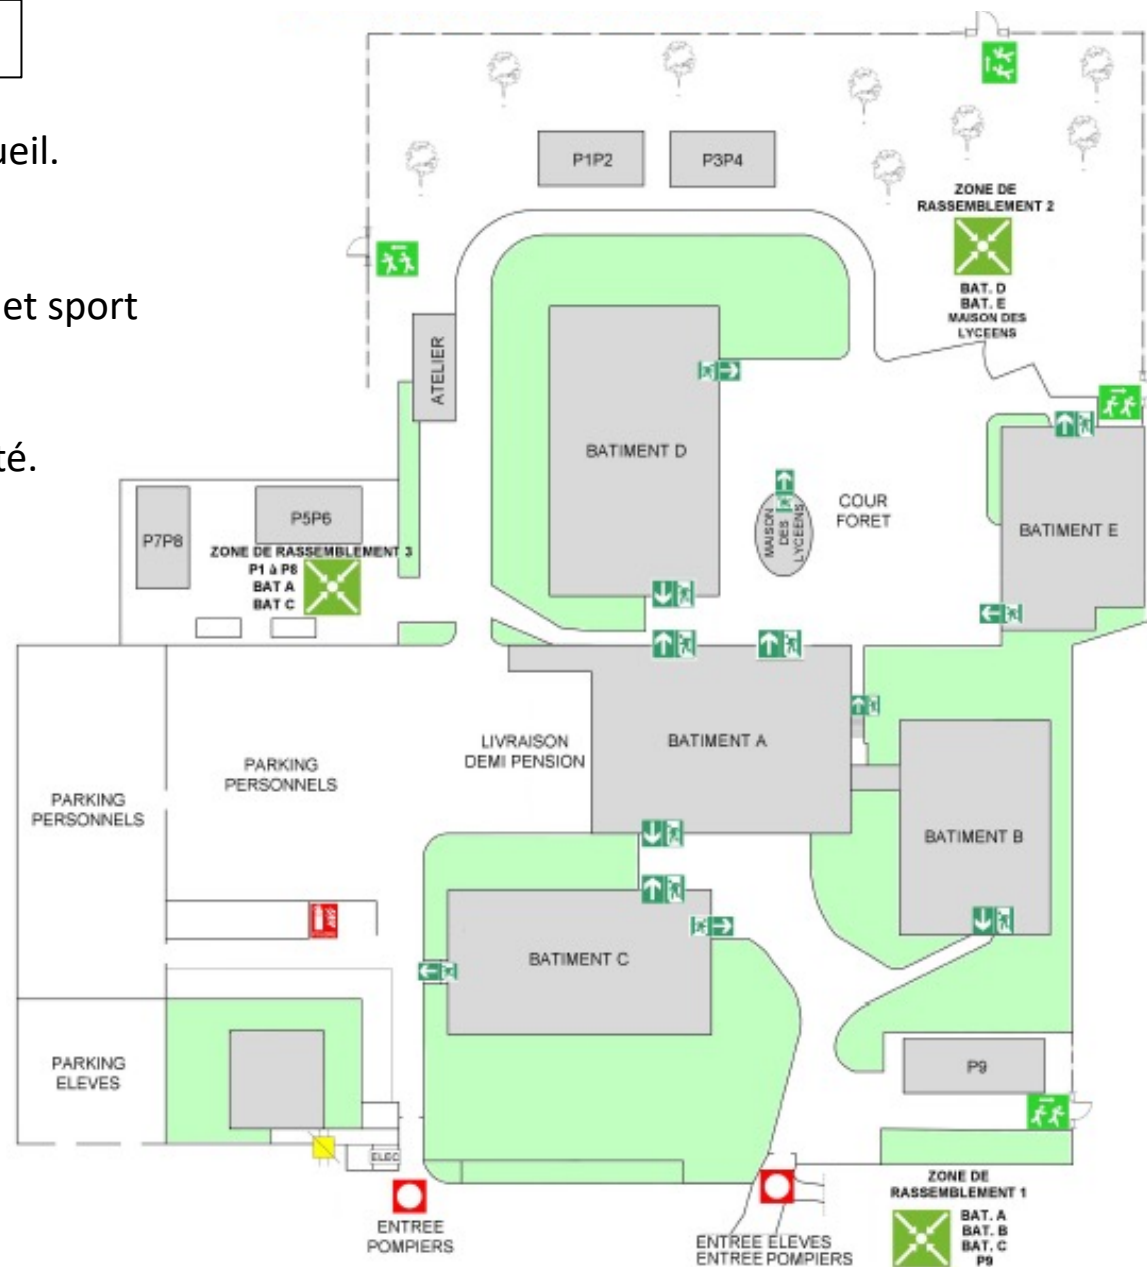 ueil.
et sport
té.
P1P2
P3P4
ZONE DE
RASSEMBLEMENT 2
BAT. D
BAT. E
MAISON DES
LYCEENS
ATELIER
BATIMENT D
MAISON
DES
LYCEENS
COUR
FORET
BATIMENT E
P7P8
P5P6
ZONE DE RASSEMBLEMENT 3
P1 à P8
BAT A
BAT C
LIVRAISON
DEMI PENSION
BATIMENT A
PARKING
PERSONNELS
PARKING
PERSONNELS
BATIMENT B
BATIMENT C
PARKING
ELEVES
P9
ELEC
ENTREE
POMPIERS
ENTREE ELEVES
ENTREE POMPIERS
ZONE DE
RASSEMBLEMENT 1
BAT. A
BAT. B
BAT. C
P9